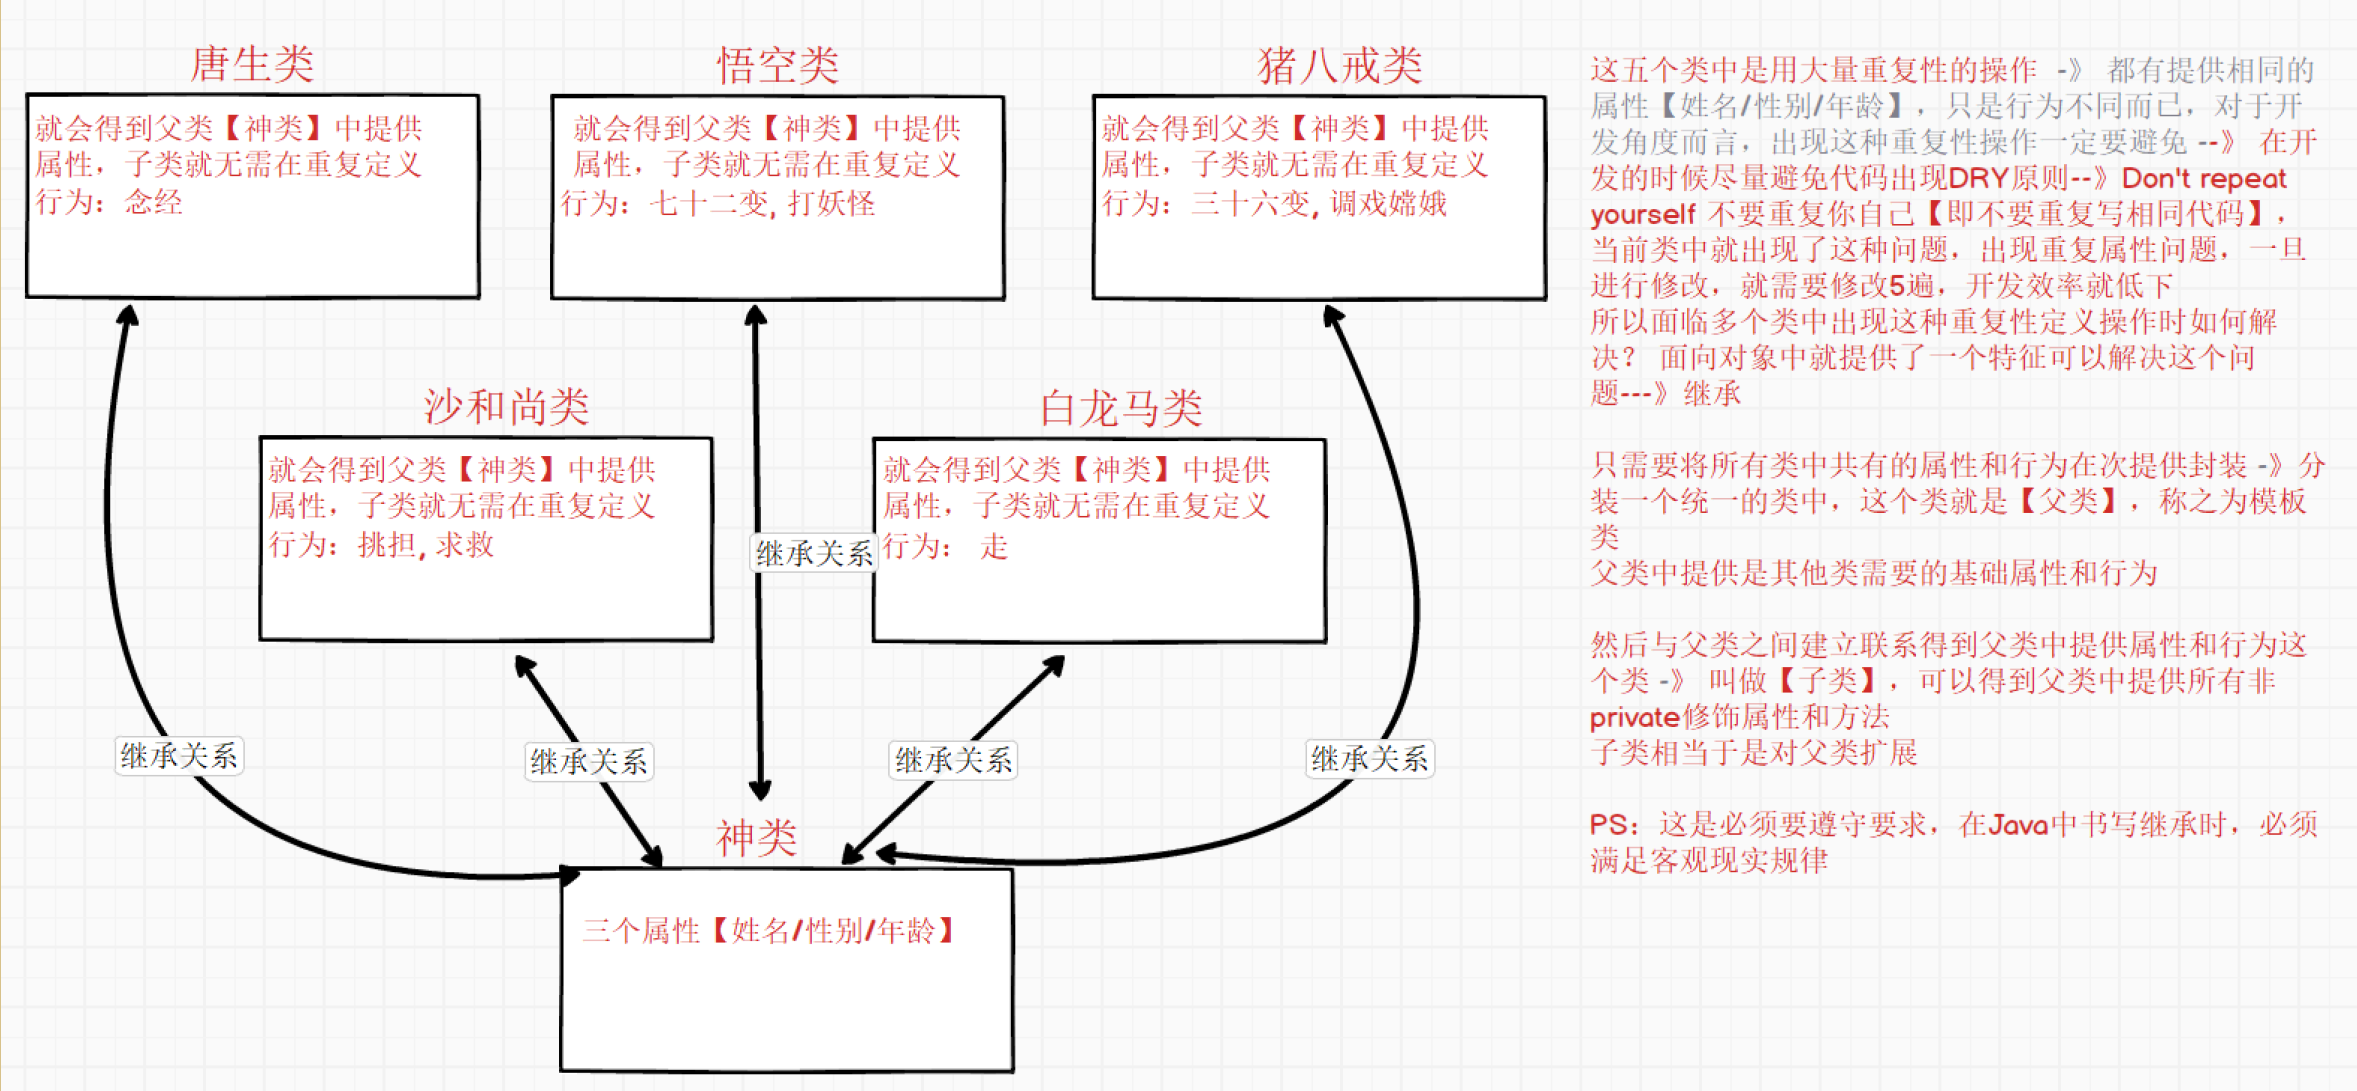 唐生类
就会得到父类【神类】中提供
属性，子类就无需在重复定义
行为：念经
悟空类
就会得到父类【神类】中提供
属性，子类就无需在重复定义
行为：七十二变, 打妖怪
猪八戒类
就会得到父类【神类】中提供
属性，子类就无需在重复定义
行为：三十六变, 调戏嫦娥
沙和尚类
就会得到父类【神类】中提供
属性，子类就无需在重复定义
行为：挑担, 求救
白龙马类
就会得到父类【神类】中提供
属性，子类就无需在重复定义
行为： 走
继承关系
继承关系
继承关系
继承关系
继承关系
神类
三个属性【姓名/性别/年龄】
这五个类中是用大量重复性的操作 -》 都有提供相同的
属性【姓名/性别/年龄】，只是行为不同而已，对于开
发角度而言，出现这种重复性操作一定要避免 --》 在开
发的时候尽量避免代码出现DRY原则--》Don't repeat
yourself 不要重复你自己【即不要重复写相同代码】，
当前类中就出现了这种问题，出现重复属性问题，一旦
进行修改，就需要修改5遍，开发效率就低下
所以面临多个类中出现这种重复性定义操作时如何解
决？ 面向对象中就提供了一个特征可以解决这个问
题---》继承
只需要将所有类中共有的属性和行为在次提供封装 -》分
装一个统一的类中，这个类就是【父类】，称之为模板
类
父类中提供是其他类需要的基础属性和行为
然后与父类之间建立联系得到父类中提供属性和行为这
个类 -》 叫做【子类】，可以得到父类中提供所有非
private修饰属性和方法
子类相当于是对父类扩展
PS：这是必须要遵守要求，在Java中书写继承时，必须
满足客观现实规律